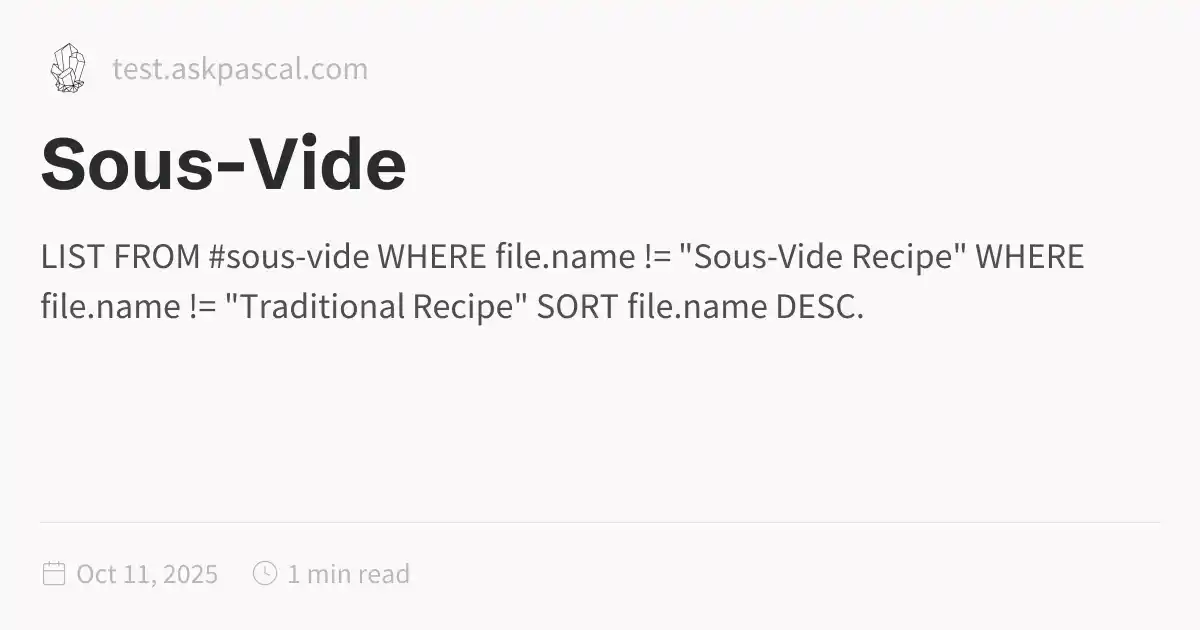 test.askpascal.com
Sous-Vide
LIST FROM #sous-vide WHERE file.name != "Sous-Vide Recipe" WHERE
file.name != "Traditional Recipe" SORT file.name DESC.
Oct 11, 2025 1 min read